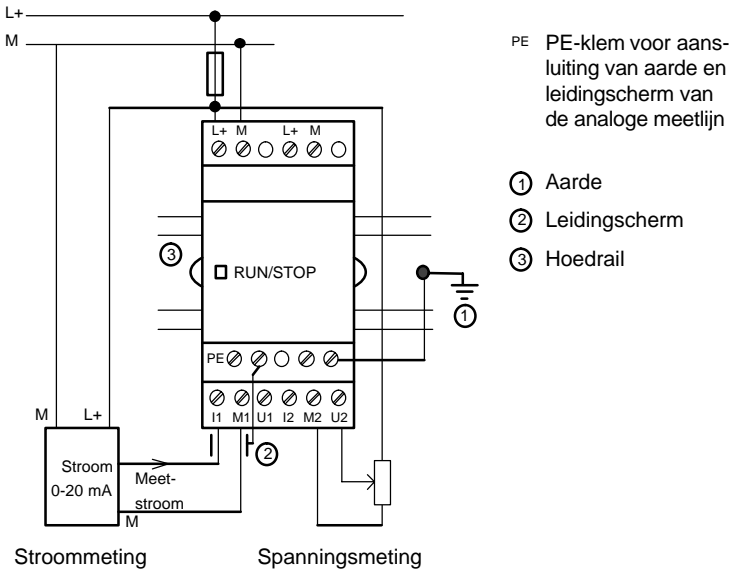 L+
M
PE PE-klem voor aans-
luiting van aarde en
leidingscherm van
de analoge meetlijn
1 Aarde
2 Leidingscherm
3 Hoedrail
L+ M L+ M
3
RUN/STOP
1
PE
I1 M1 U1 I2 M2 U2
M L+
2
Stroom
0-20 mA
Meet-
stroom
M
Stroommeting Spanningsmeting